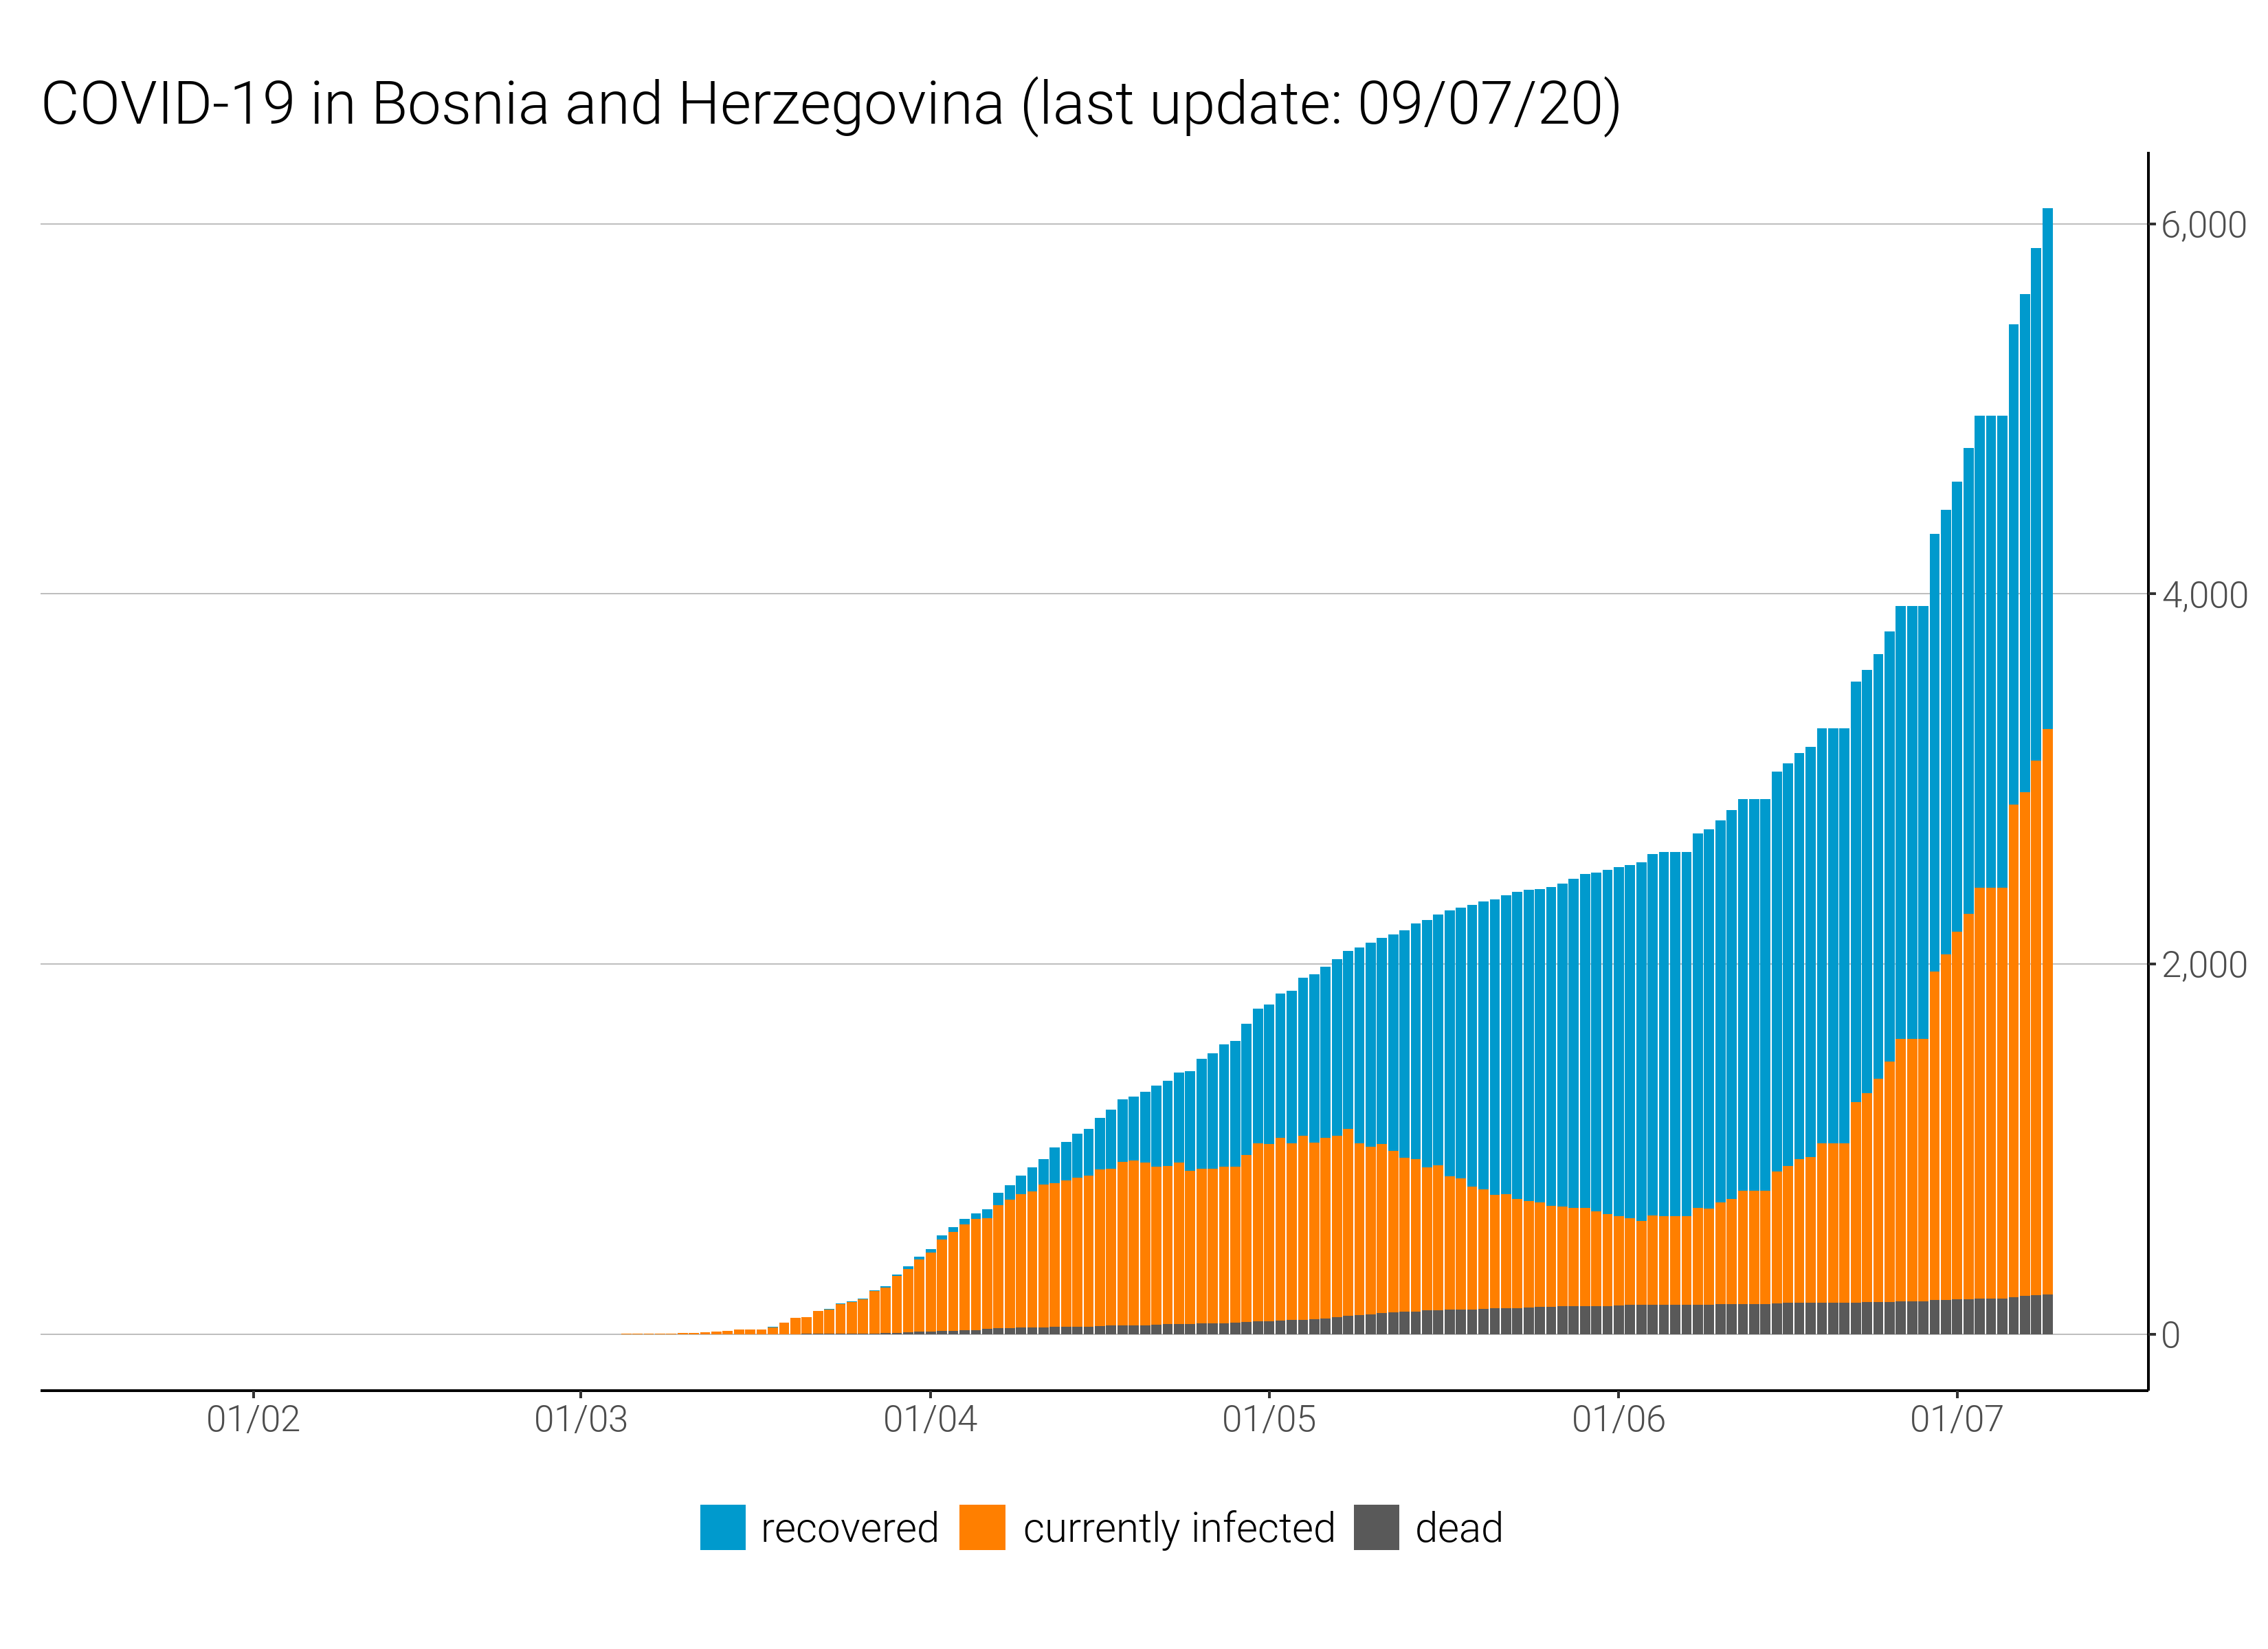 COVID-19 in Bosnia and Herzegovina (last update: 09/07/20)
6,000
4,000
2,000
0
01/02 01/03 01/04 01/05 01/06 01/07
recovered currently infected dead